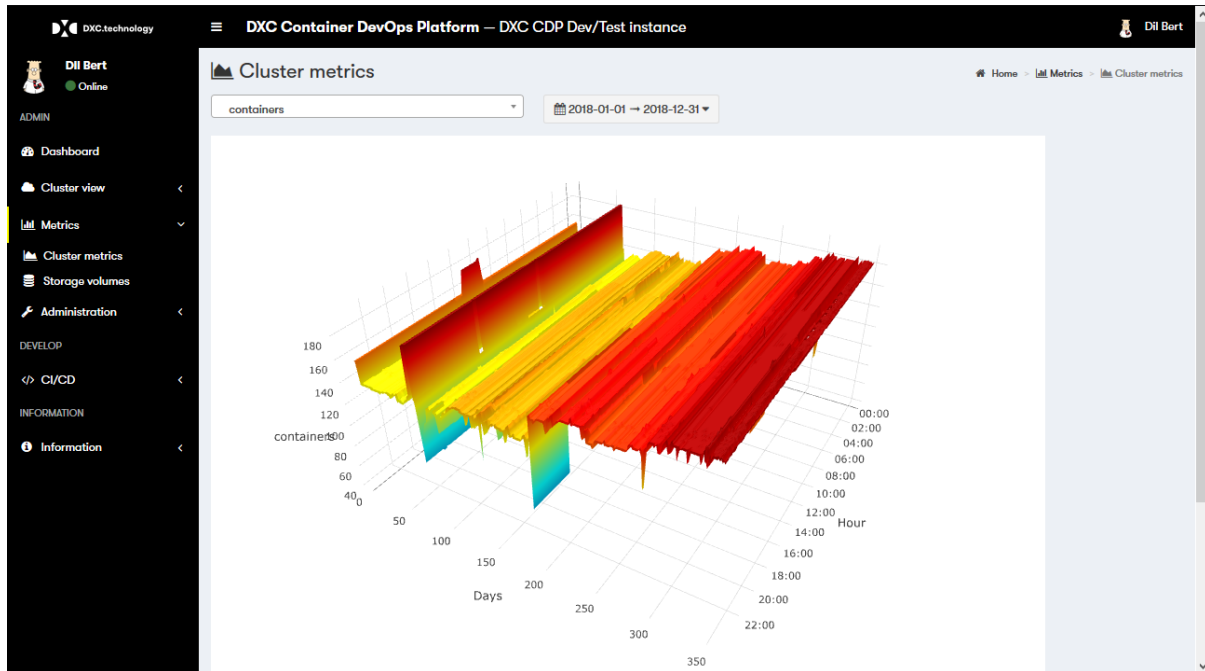 DXC.technology
DXC Container DevOps Platform — DXC CDP Dev/Test instance
Dil Bert
Dil Bert
Online
ADMIN
Dashboard
Cluster view
Metrics
Cluster metrics
Storage volumes
Administration
DEVELOP
CI/CD
INFORMATION
Information
Cluster metrics
Home > Metrics > Cluster metrics
containers
2018-01-01 → 2018-12-31
180
160
140
120
100
80
60
40
containers
0
50
100
150
200
250
300
350
Days
00:00
02:00
04:00
06:00
08:00
10:00
12:00
14:00
16:00
18:00
20:00
22:00
Hour